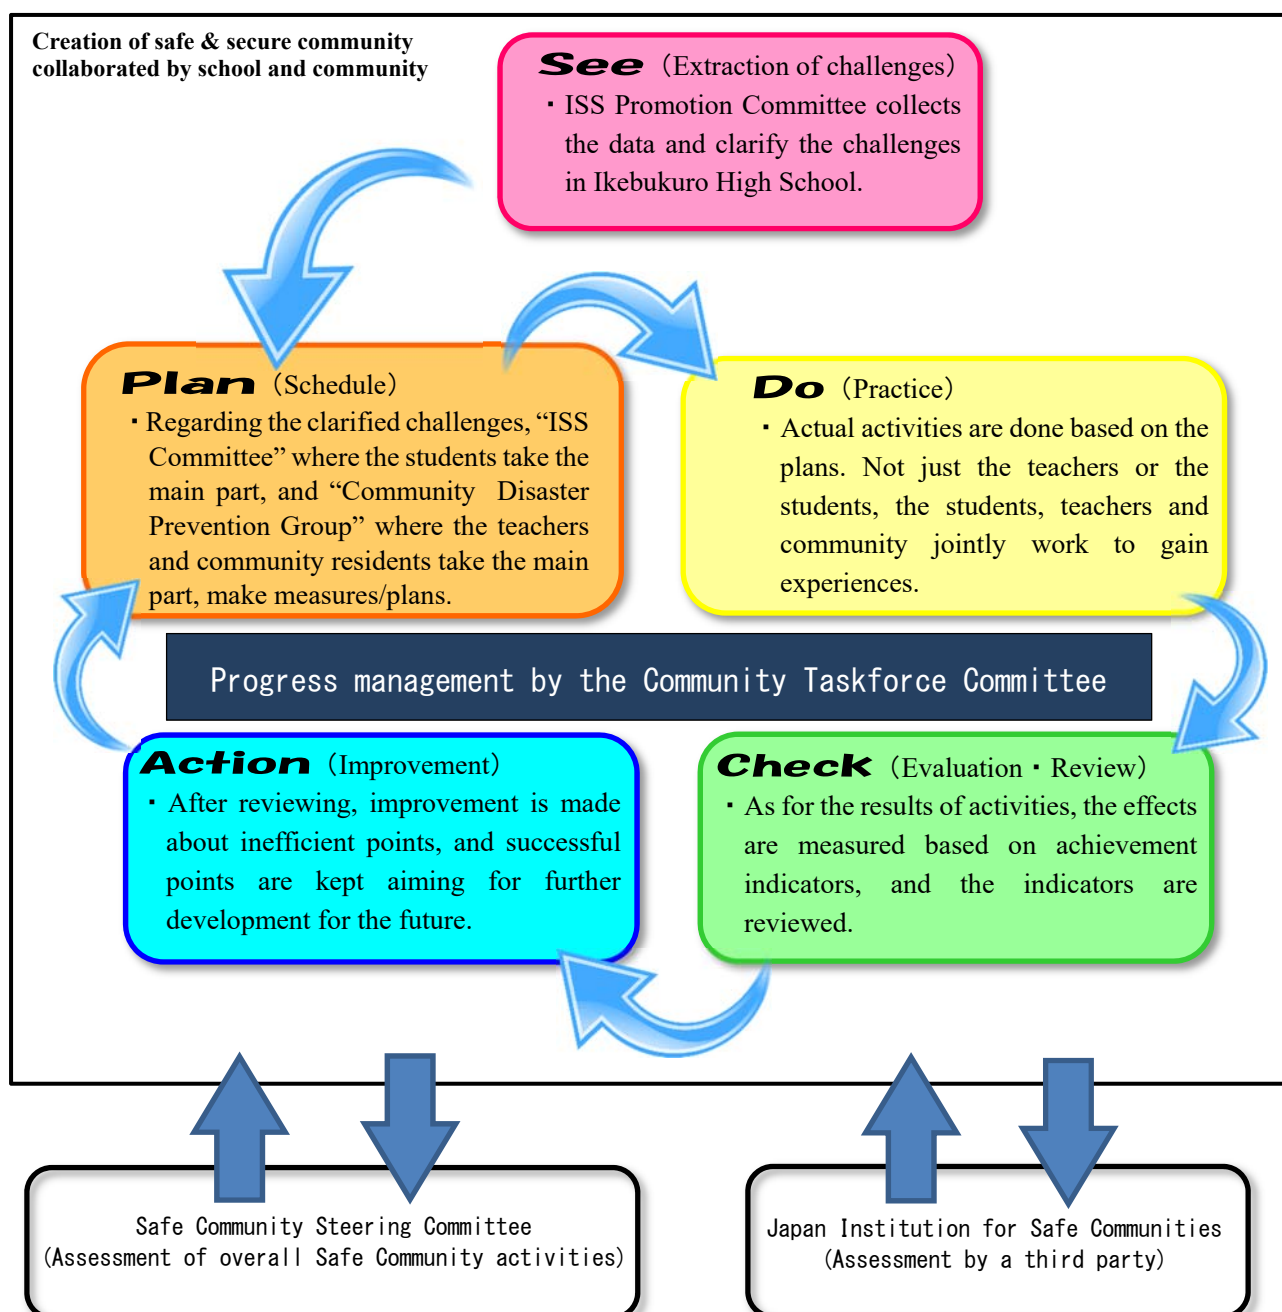 Creation of safe & secure community
collaborated by school and community
See（Extraction of challenges）
・ISS Promotion Committee collects
the data and clarify the challenges
in Ikebukuro High School.
Plan（Schedule）
・Regarding the clarified challenges, “ISS
Committee” where the students take the
main part, and “Community Disaster
Prevention Group” where the teachers
and community residents take the main
part, make measures/plans.
Do（Practice）
・Actual activities are done based on the
plans. Not just the teachers or the
students, the students, teachers and
community jointly work to gain
experiences.
Progress management by the Community Taskforce Committee
Action（Improvement）
・After reviewing, improvement is made
about inefficient points, and successful
points are kept aiming for further
development for the future.
Check（Evaluation・Review）
・As for the results of activities, the effects
are measured based on achievement
indicators, and the indicators are
reviewed.
Safe Community Steering Committee
(Assessment of overall Safe Community activities)
Japan Institution for Safe Communities
(Assessment by a third party)